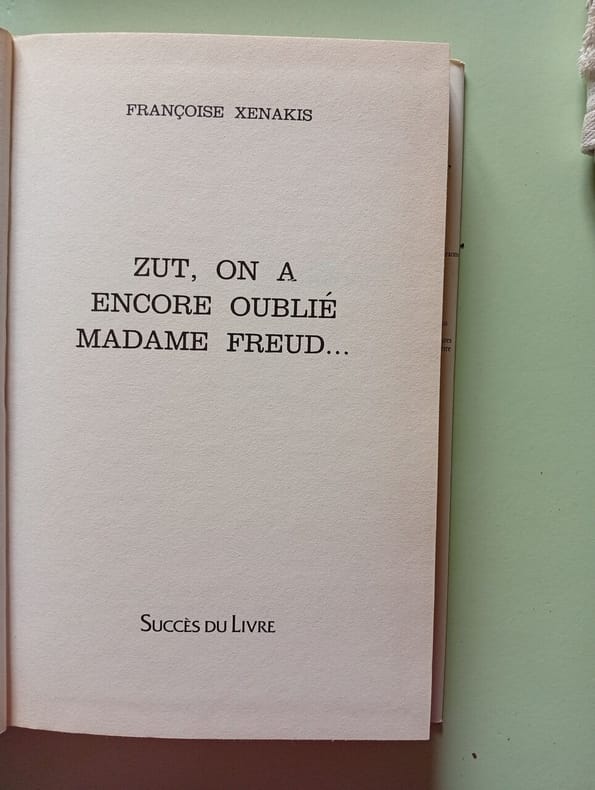 FRANÇOISE XENAKIS
ZUT, ON A
ENCORE OUBLIÉ
MADAME FREUD...
SUCCÈS DU LIVRE